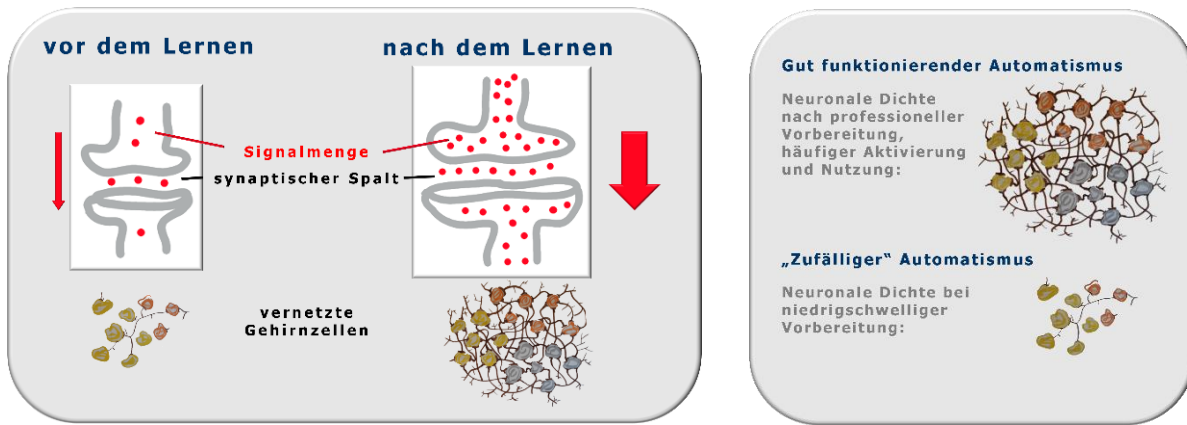 vor dem Lernen
nach dem Lernen
Signalmenge
synaptischer Spalt
vernetzte
Gehirnzellen
Gut funktionierender Automatismus
Neuronale Dichte
nach professioneller
Vorbereitung,
häufiger Aktivierung
und Nutzung:
„Zufälliger“ Automatismus
Neuronale Dichte bei
niedrigschwelliger
Vorbereitung: